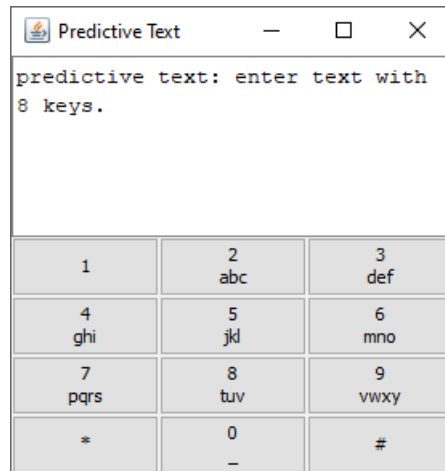 Predictive Text
predictive text: enter text with
8 keys.
1
2
abc
3
def
4
ghi
5
jkl
6
mno
7
pqrs
8
tuv
9
vwxy
*
0
_
#